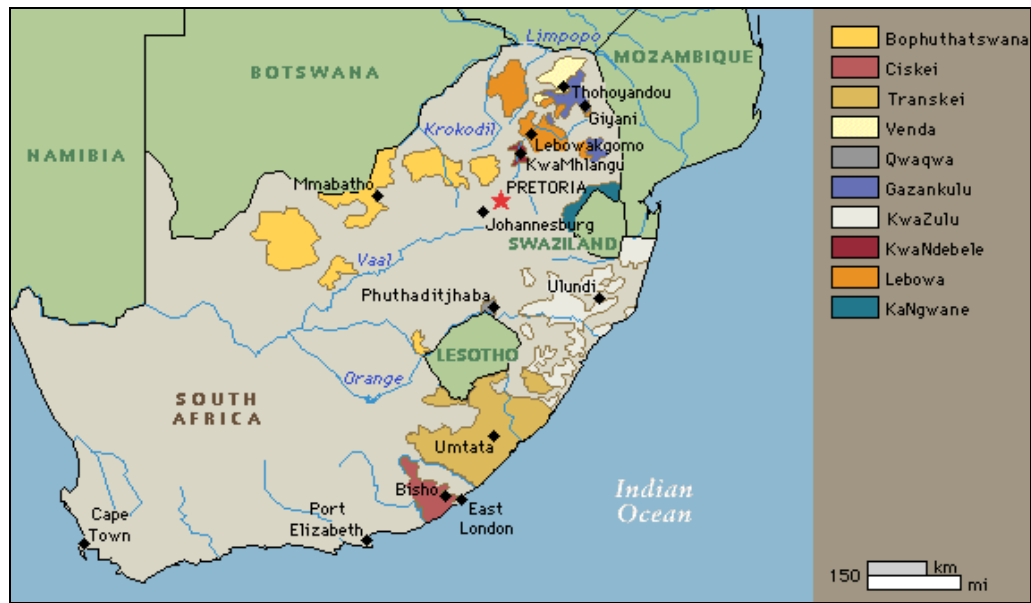 Limpopo
MOZAMBIQUE
BOTSWANA
Thohoyandou
Giyani
Krokodil
Lebowakgomo
KwaMhlangu
NAMIBIA
Mmabatho
PRETORIA
Johannesburg
SWAZILAND
Vaal
Ulundi
Phuthaditjhaba
LESOTHO
Orange
SOUTH
AFRICA
Umtata
Bisho
East
London
Port
Elizabeth
Cape
Town
Indian
Ocean
Bophuthatswana
Ciskei
Transkei
Venda
Qwaqwa
Gazankulu
KwaZulu
KwaNdebele
Lebowa
KaNgwane
150 km
mi